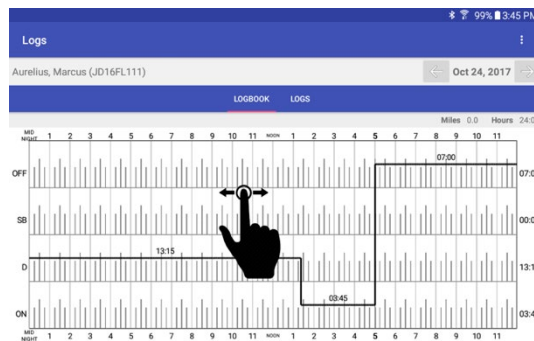 99% 3:45 PM
Logs
Aurelius, Marcus (JD16FL111)
Oct 24, 2017
LOGBOOK LOGS
Miles 0.0 Hours 24:0
MID NIGHT 1 2 3 4 5 6 7 8 9 10 11 NOON 1 2 3 4 5 6 7 8 9 10 11
07:00
OFF 07:0
SB 00:0
13:15
D 13:1
03:45
ON 03:4
MID NIGHT 1 2 3 4 5 6 7 8 9 10 11 NOON 1 2 3 4 5 6 7 8 9 10 11